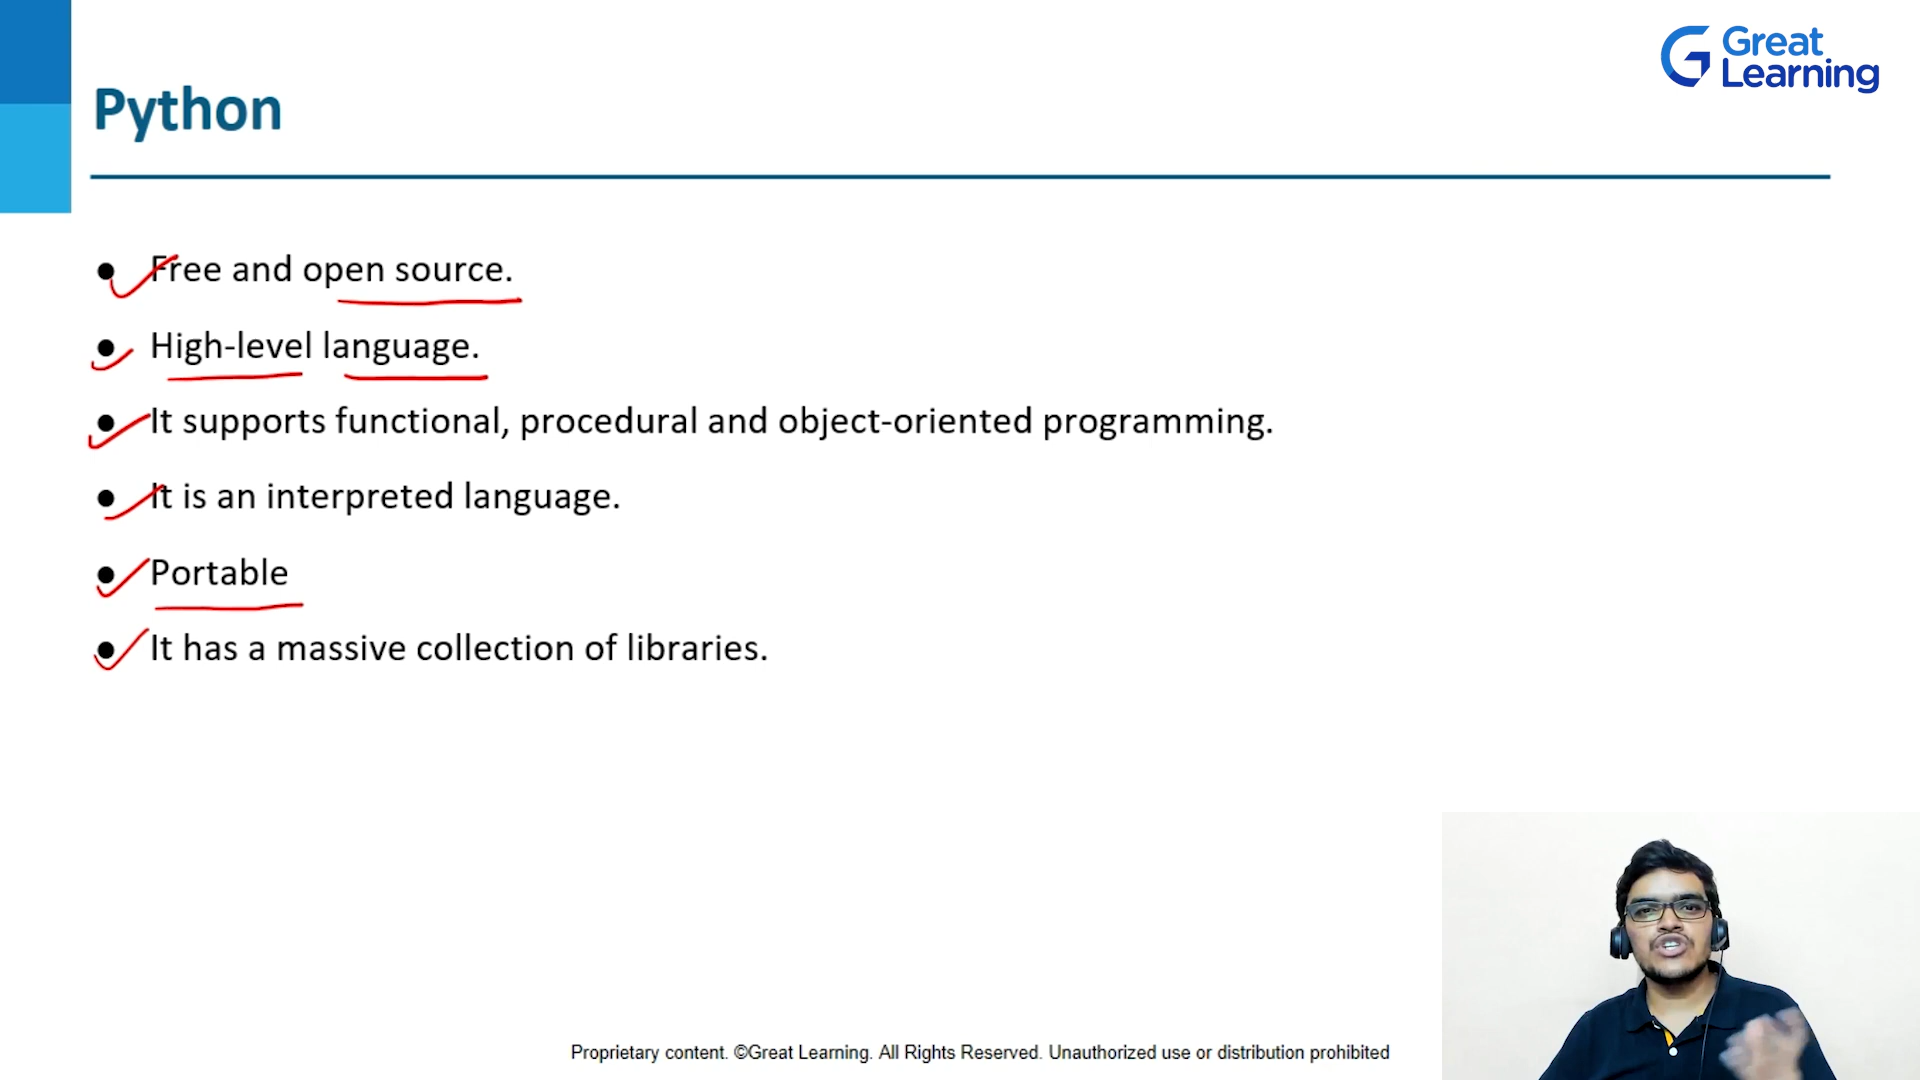 Great
Learning
Python
● Free and open source.
● High-level language.
● It supports functional, procedural and object-oriented programming.
● It is an interpreted language.
● Portable
● It has a massive collection of libraries.
Proprietary content. ©Great Learning. All Rights Reserved. Unauthorized use or distribution prohibited